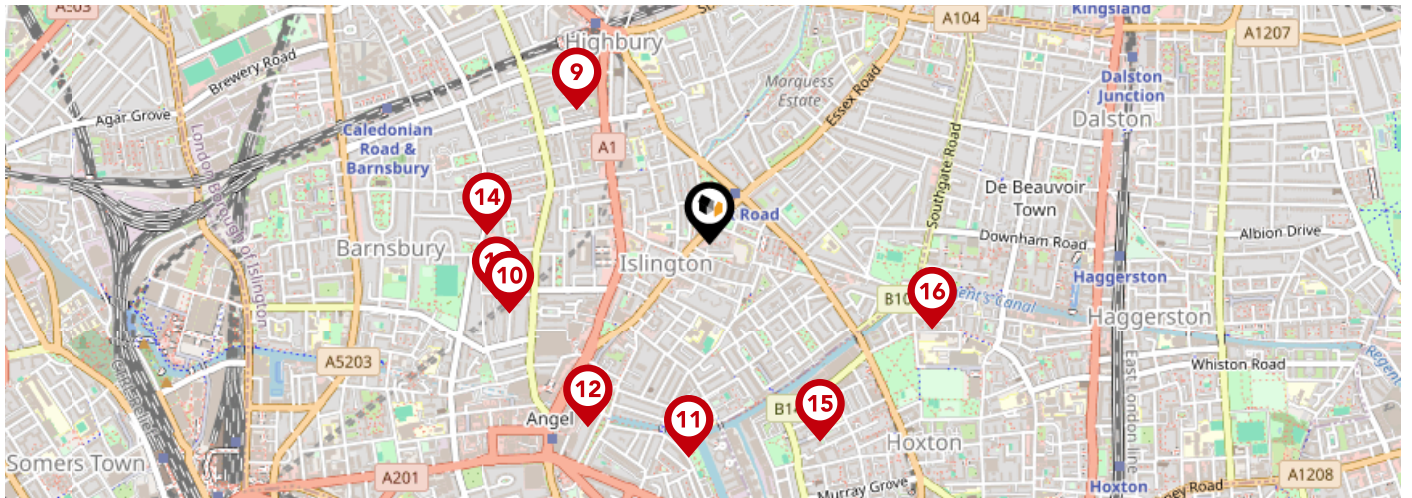 A503
Kingsland
A104
A1207
Highbury
Brewery Road
9
Marquess
Estate
Essex Road
Dalston
Junction
Agar Grove
Dalston
Caledonian
Road &
Barnsbury
A1
London Borough of Islington
Southgate Road
14
De Beauvoir
Town
Road
Downham Road
Albion Drive
Barnsbury
Islington
10
Haggerston
16
Haggerston
A5203
Whiston Road
Regent's
East London Line
12
Angel
15
11
Hoxton
Somers Town
A201
A1208
Murray Grove
Hoxton